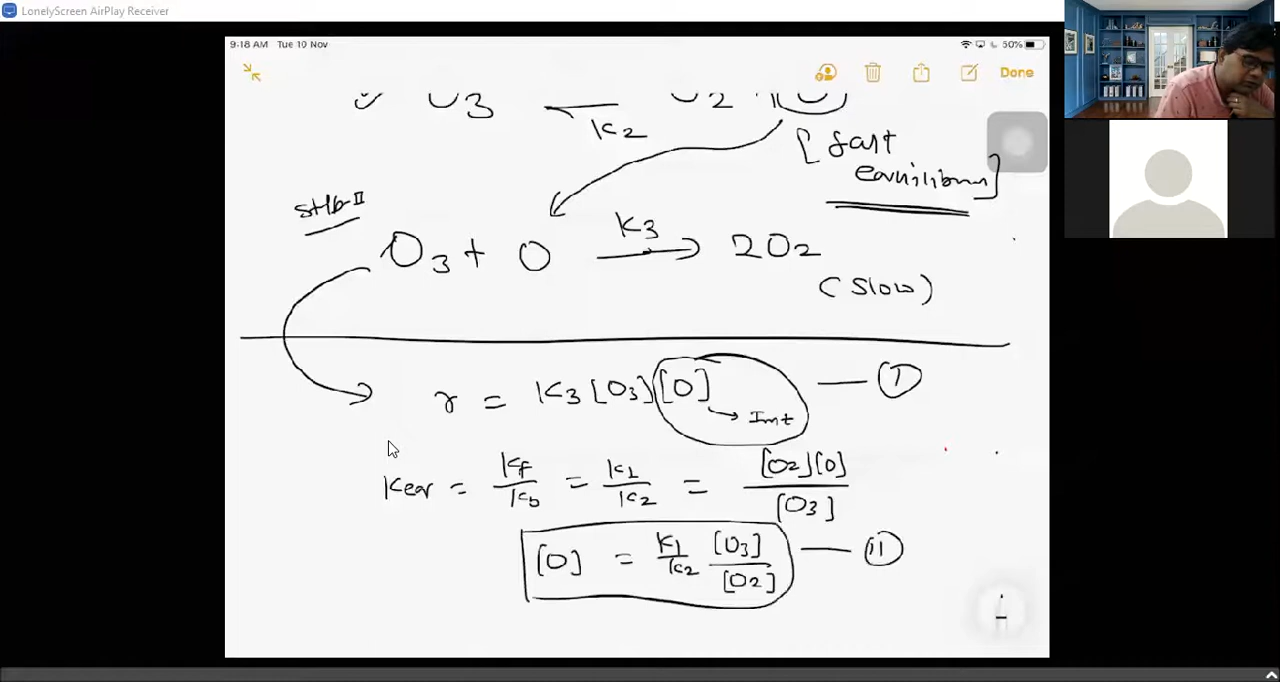 LonelyScreen AirPlay Receiver
9:18 AM Tue 10 Nov
50%
Done
O3 ← K2 O2 + O
[fast
equilibrium]
Step-II
O3 + O K3 → 2O2
(slow)
r = K3[O3][O] — I
→ Int
Keq = Kf/Kb = K1/K2 = [O2][O]/[O3]
[O] = K1/K2 [O3]/[O2] — II